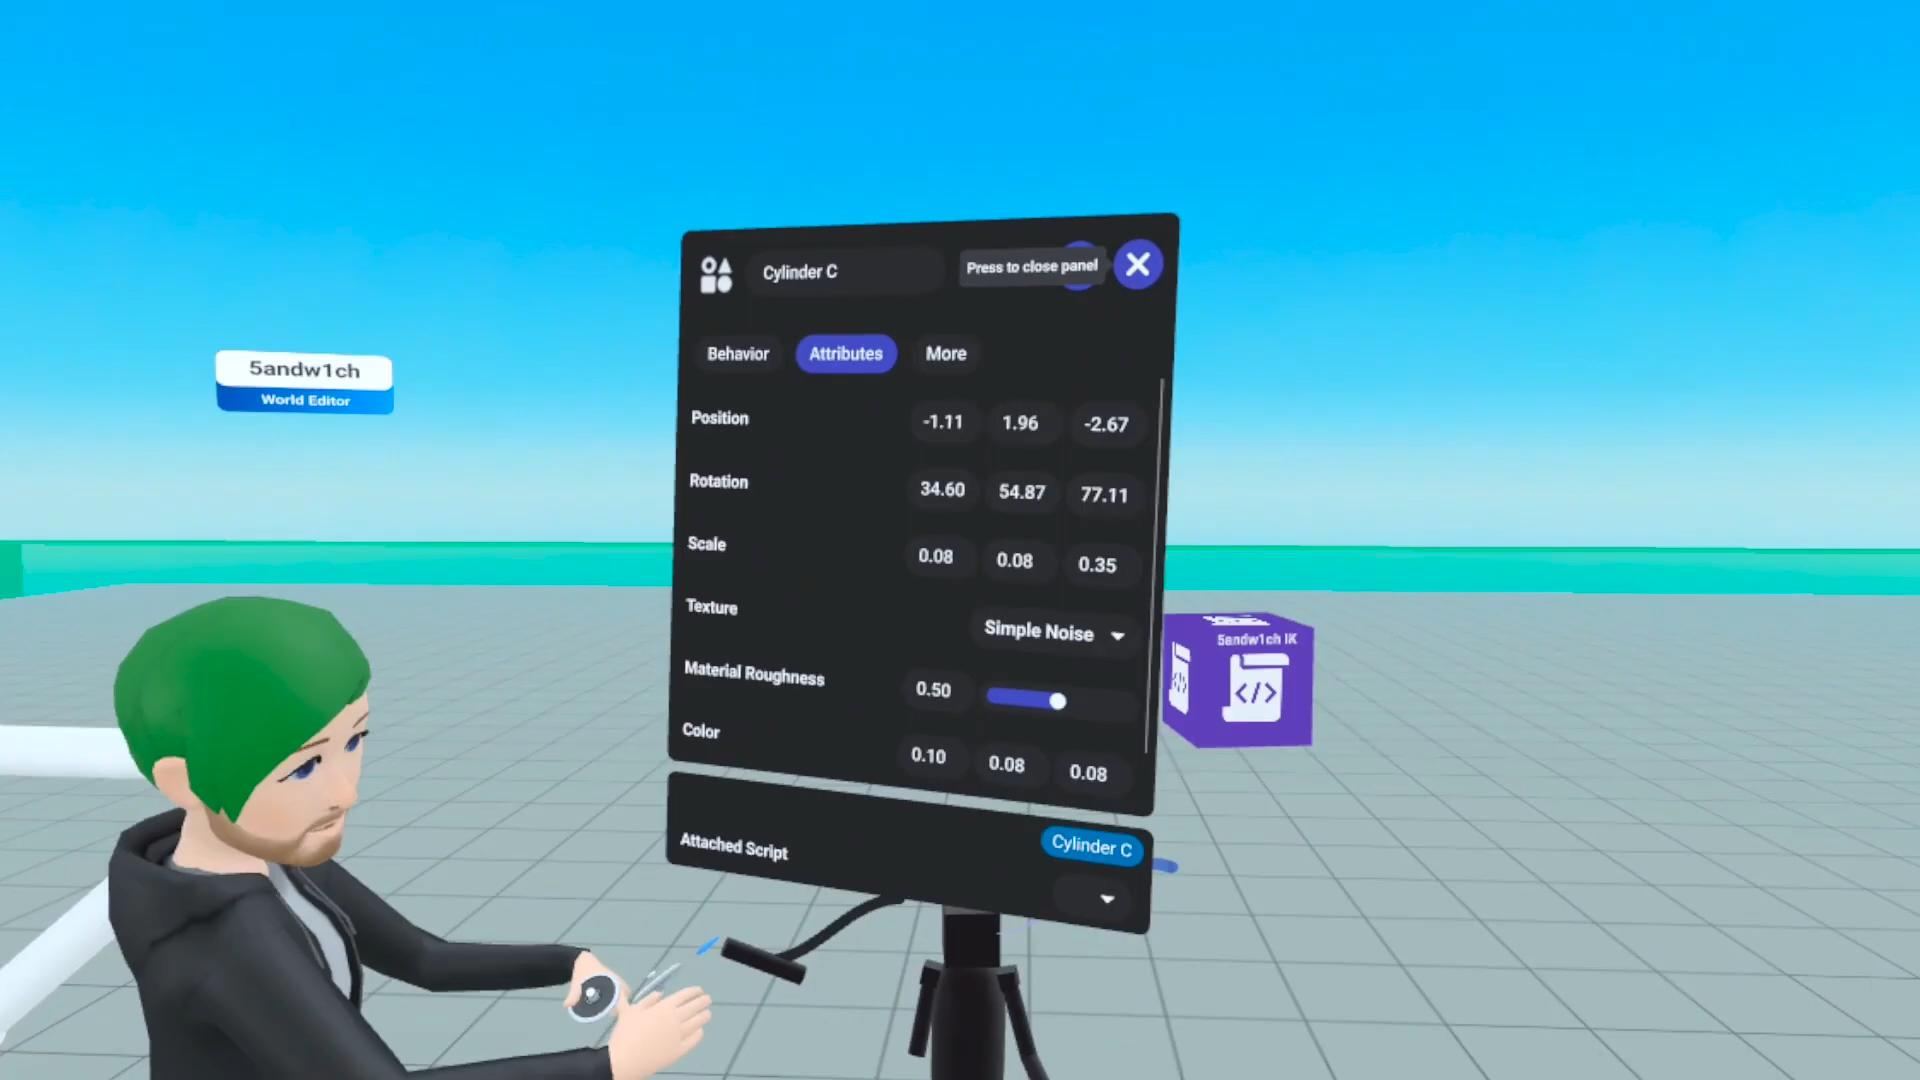 Cylinder C
Press to close panel
Behavior Attributes More
5andw1ch
World Editor
Position -1.11 1.96 -2.67
Rotation 34.60 54.87 77.11
Scale 0.08 0.08 0.35
Texture Simple Noise
5andw1ch IK
</>
Material Roughness 0.50
Color 0.10 0.08 0.08
Attached Script Cylinder C